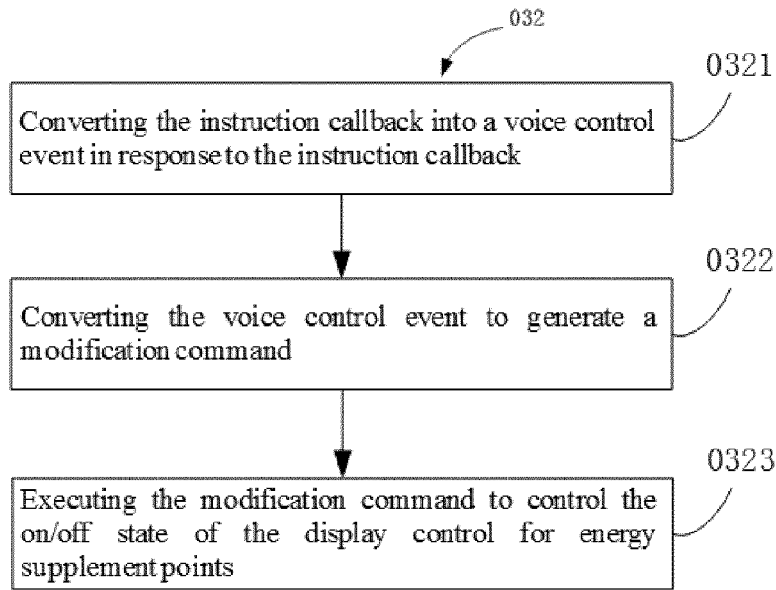 032
0321
Converting the instruction callback into a voice control
event in response to the instruction callback
0322
Converting the voice control event to generate a
modification command
0323
Executing the modification command to control the
on/off state of the display control for energy
supplement points